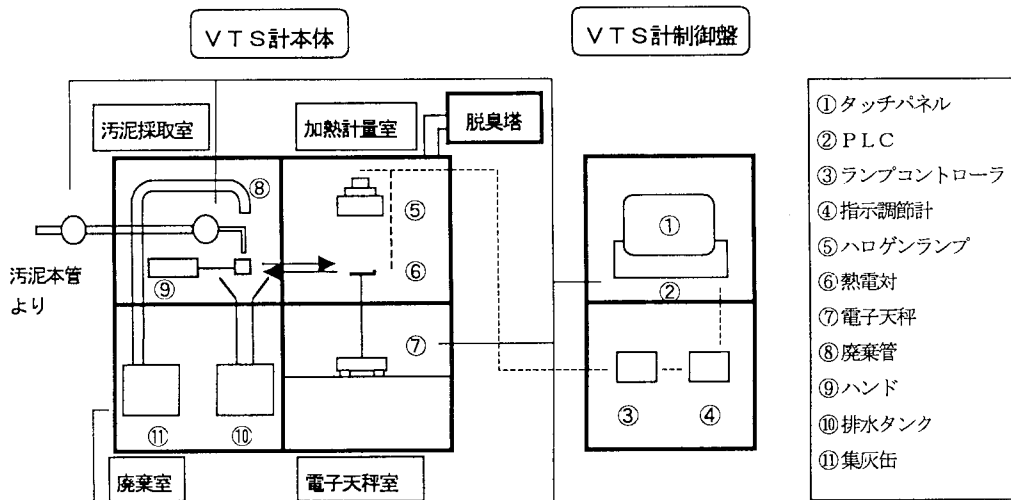 VTS計本体
VTS計制御盤
汚泥採取室
加熱計量室
脱臭塔
⑧
⑤
①
⑥
汚泥本管
より
⑨
②
⑦
③
④
⑪
⑩
廃棄室
電子天秤室
①タッチパネル
②PLC
③ランプコントローラ
④指示調節計
⑤ハロゲンランプ
⑥熱電対
⑦電子天秤
⑧廃棄管
⑨ハンド
⑩排水タンク
⑪集灰缶